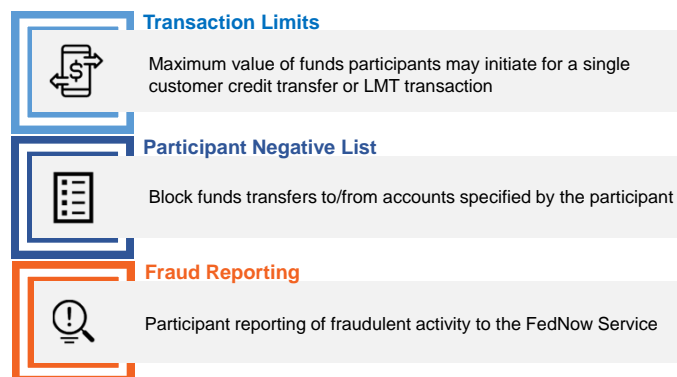 Transaction Limits
Maximum value of funds participants may initiate for a single
customer credit transfer or LMT transaction
Participant Negative List
Block funds transfers to/from accounts specified by the participant
Fraud Reporting
Participant reporting of fraudulent activity to the FedNow Service